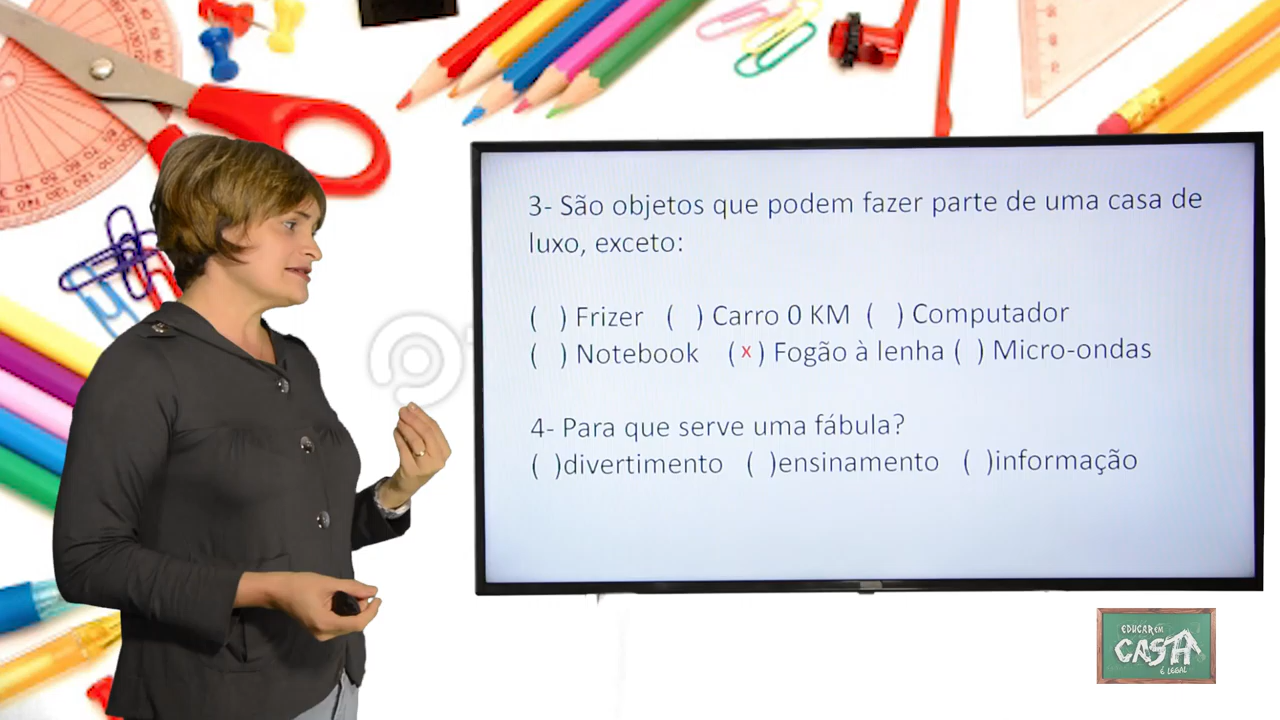 3- São objetos que podem fazer parte de uma casa de
luxo, exceto:
( ) Frizer ( ) Carro 0 KM ( ) Computador
( ) Notebook (x) Fogão à lenha ( ) Micro-ondas
4- Para que serve uma fábula?
( )divertimento ( )ensinamento ( )informação
EDUCAR EM
CASA
É LEGAL